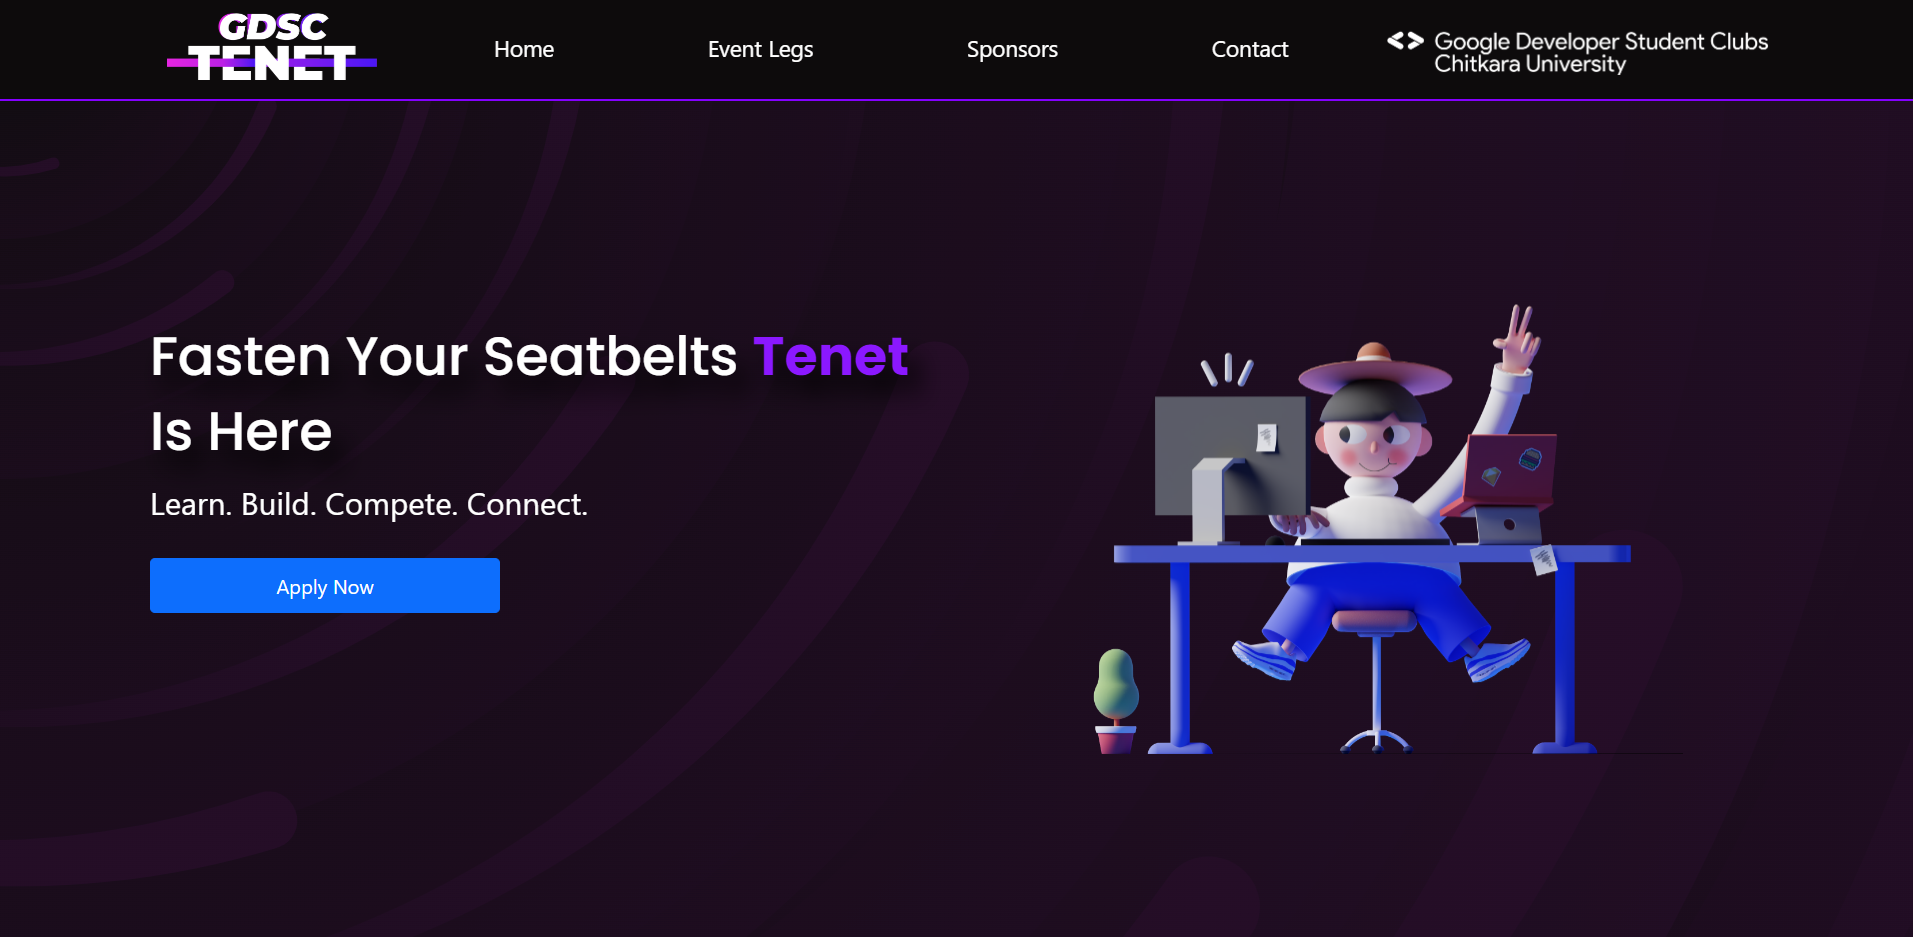 GDSC
TENET
Home
Event Legs
Sponsors
Contact
Google Developer Student Clubs
Chitkara University
Fasten Your Seatbelts Tenet
Is Here
Learn. Build. Compete. Connect.
Apply Now